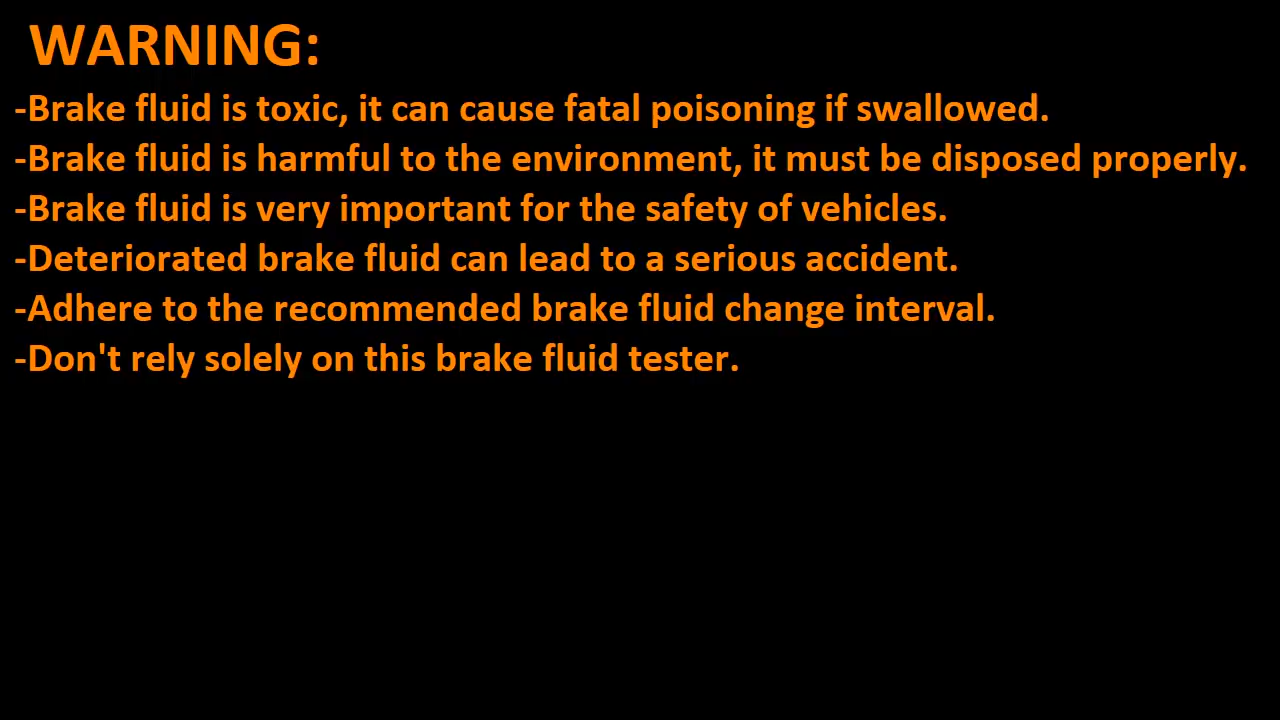 WARNING:
-Brake fluid is toxic, it can cause fatal poisoning if swallowed.
-Brake fluid is harmful to the environment, it must be disposed properly.
-Brake fluid is very important for the safety of vehicles.
-Deteriorated brake fluid can lead to a serious accident.
-Adhere to the recommended brake fluid change interval.
-Don't rely solely on this brake fluid tester.